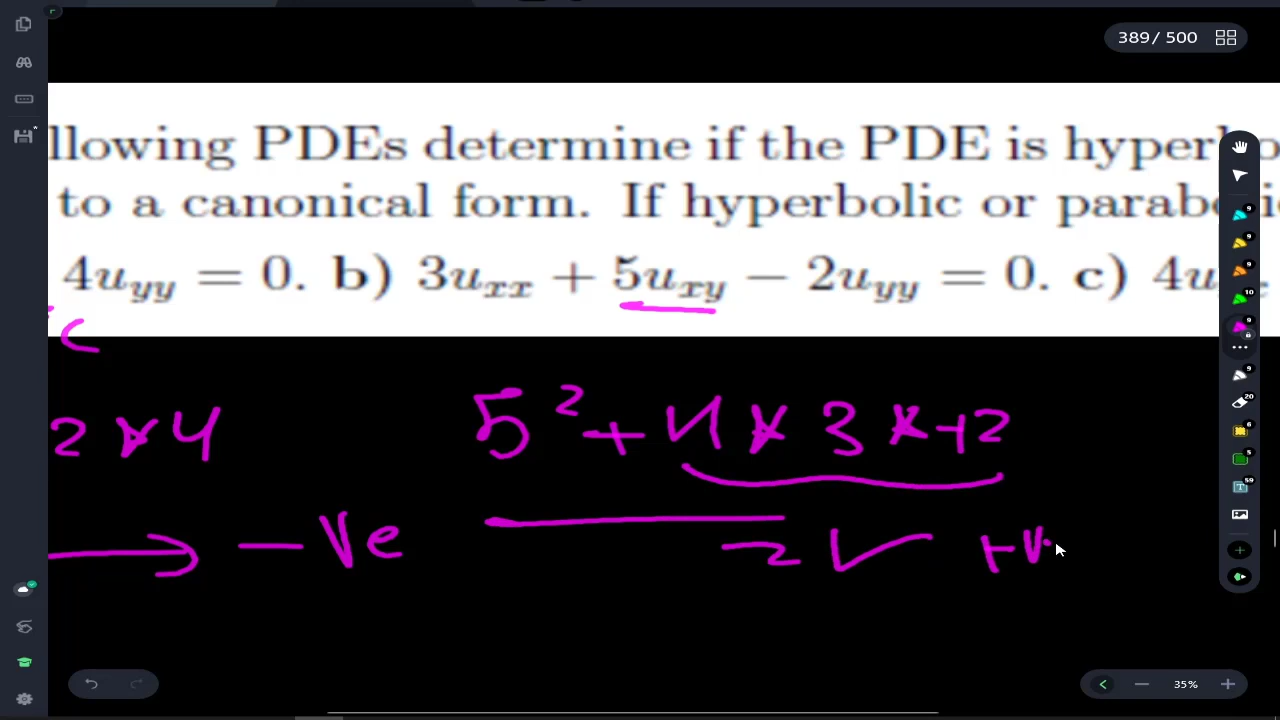 389/ 500
llowing PDEs determine if the PDE is hyperbo
to a canonical form. If hyperbolic or parab
4u_yy = 0. b) 3u_xx + 5u_xy − 2u_yy = 0. c) 4u
2 * 4 5² + 4 * 3 * +2
→ -Ve +V
35%